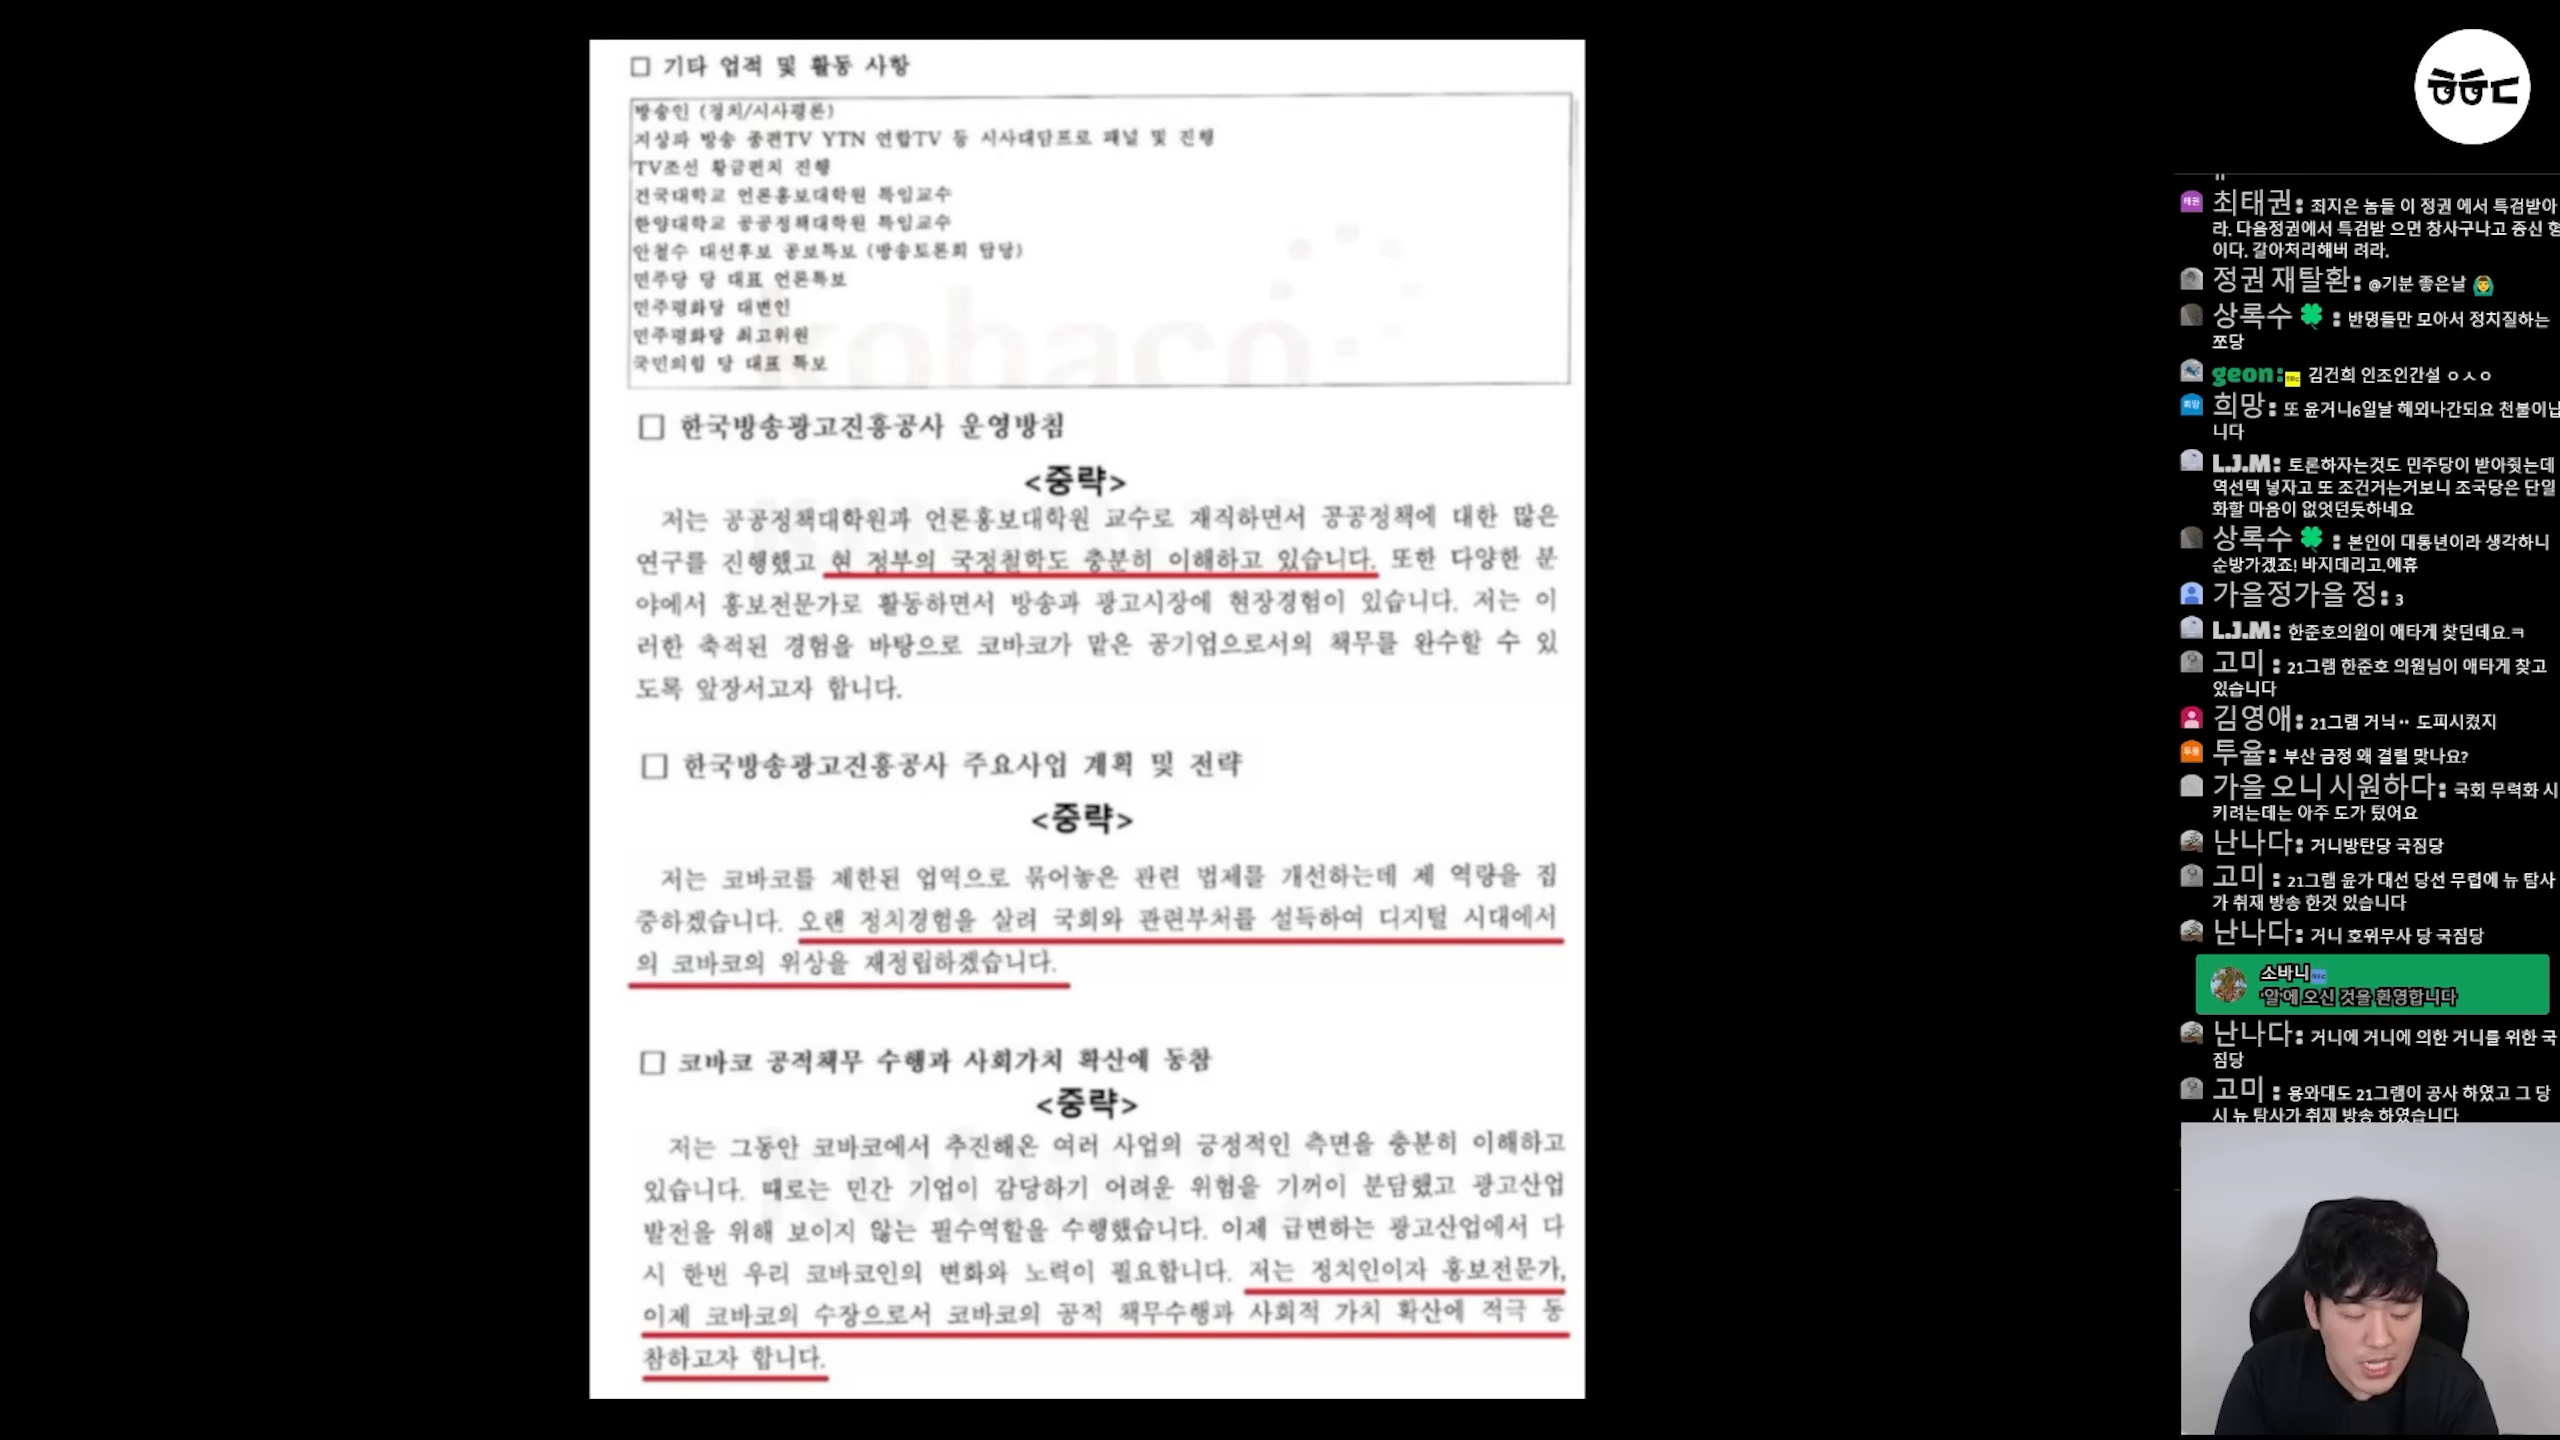 □ 기타 업적 및 활동 사항
방송인 (정치/시사평론)
지상파 방송 종편TV YTN 연합TV 등 시사대담프로 패널 및 진행
TV조선 황금펀치 진행
건국대학교 언론홍보대학원 특임교수
한양대학교 공공정책대학원 특임교수
안철수 대선후보 공보특보 (방송토론회 담당)
민주당 당 대표 언론특보
민주평화당 대변인
민주평화당 최고위원
국민의힘 당 대표 특보
kobaco
□ 한국방송광고진흥공사 운영방침
<중략>
저는 공공정책대학원과 언론홍보대학원 교수로 재직하면서 공공정책에 대한 많은
연구를 진행했고 현 정부의 국정철학도 충분히 이해하고 있습니다. 또한 다양한 분
야에서 홍보전문가로 활동하면서 방송과 광고시장에 현장경험이 있습니다. 저는 이
러한 축적된 경험을 바탕으로 코바코가 맡은 공기업으로서의 책무를 완수할 수 있
도록 앞장서고자 합니다.
□ 한국방송광고진흥공사 주요사업 계획 및 전략
<중략>
저는 코바코를 제한된 업역으로 묶어놓은 관련 법제를 개선하는데 제 역량을 집
중하겠습니다. 오랜 정치경험을 살려 국회와 관련부처를 설득하여 디지털 시대에서
의 코바코의 위상을 재정립하겠습니다.
□ 코바코 공적책무 수행과 사회가치 확산에 동참
<중략>
저는 그동안 코바코에서 추진해온 여러 사업의 긍정적인 측면을 충분히 이해하고
있습니다. 때로는 민간 기업이 감당하기 어려운 위험을 기꺼이 분담했고 광고산업
발전을 위해 보이지 않는 필수역할을 수행했습니다. 이제 급변하는 광고산업에서 다
시 한번 우리 코바코인의 변화와 노력이 필요합니다. 저는 정치인이자 홍보전문가,
이제 코바코의 수장으로서 코바코의 공적 책무수행과 사회적 가치 확산에 적극 동
참하고자 합니다.
최태권: 죄지은 놈들 이 정권 에서 특검받아
라. 다음정권에서 특검받 으면 창사구나고 종신 형
이다. 갈아처리해버 려라.
정권 재탈환: @기분 좋은날
상록수 : 반명들만 모아서 정치질하는
쪼당
geon: 김건희 인조인간설 ㅇㅅㅇ
희망: 또 윤거니6일날 해외나간되요 천불이납
니다
L.J.M: 토론하자는것도 민주당이 받아줫는데
역선택 넣자고 또 조건거는거보니 조국당은 단일
화할 마음이 없엇던듯하네요
상록수 : 본인이 대통년이라 생각하니
순방가겠죠! 바지데리고.에휴
가을정가을 정: 3
L.J.M: 한준호의원이 애타게 찾던데요.ㅋ
고미 : 21그램 한준호 의원님이 애타게 찾고
있습니다
김영애: 21그램 거닉·· 도피시켰지
투율: 부산 금정 왜 결렬 맞나요?
가을 오니 시원하다: 국회 무력화 시
키려는데는 아주 도가 텄어요
난나다: 거니방탄당 국짐당
고미 : 21그램 윤가 대선 당선 무렵에 뉴 탐사
가 취재 방송 한것 있습니다
난나다: 거니 호위무사 당 국짐당
소바니
'알'에 오신 것을 환영합니다
난나다: 거니에 거니에 의한 거니를 위한 국
짐당
고미 : 용와대도 21그램이 공사 하였고 그 당
시 뉴 탐사가 취재 방송 하였습니다